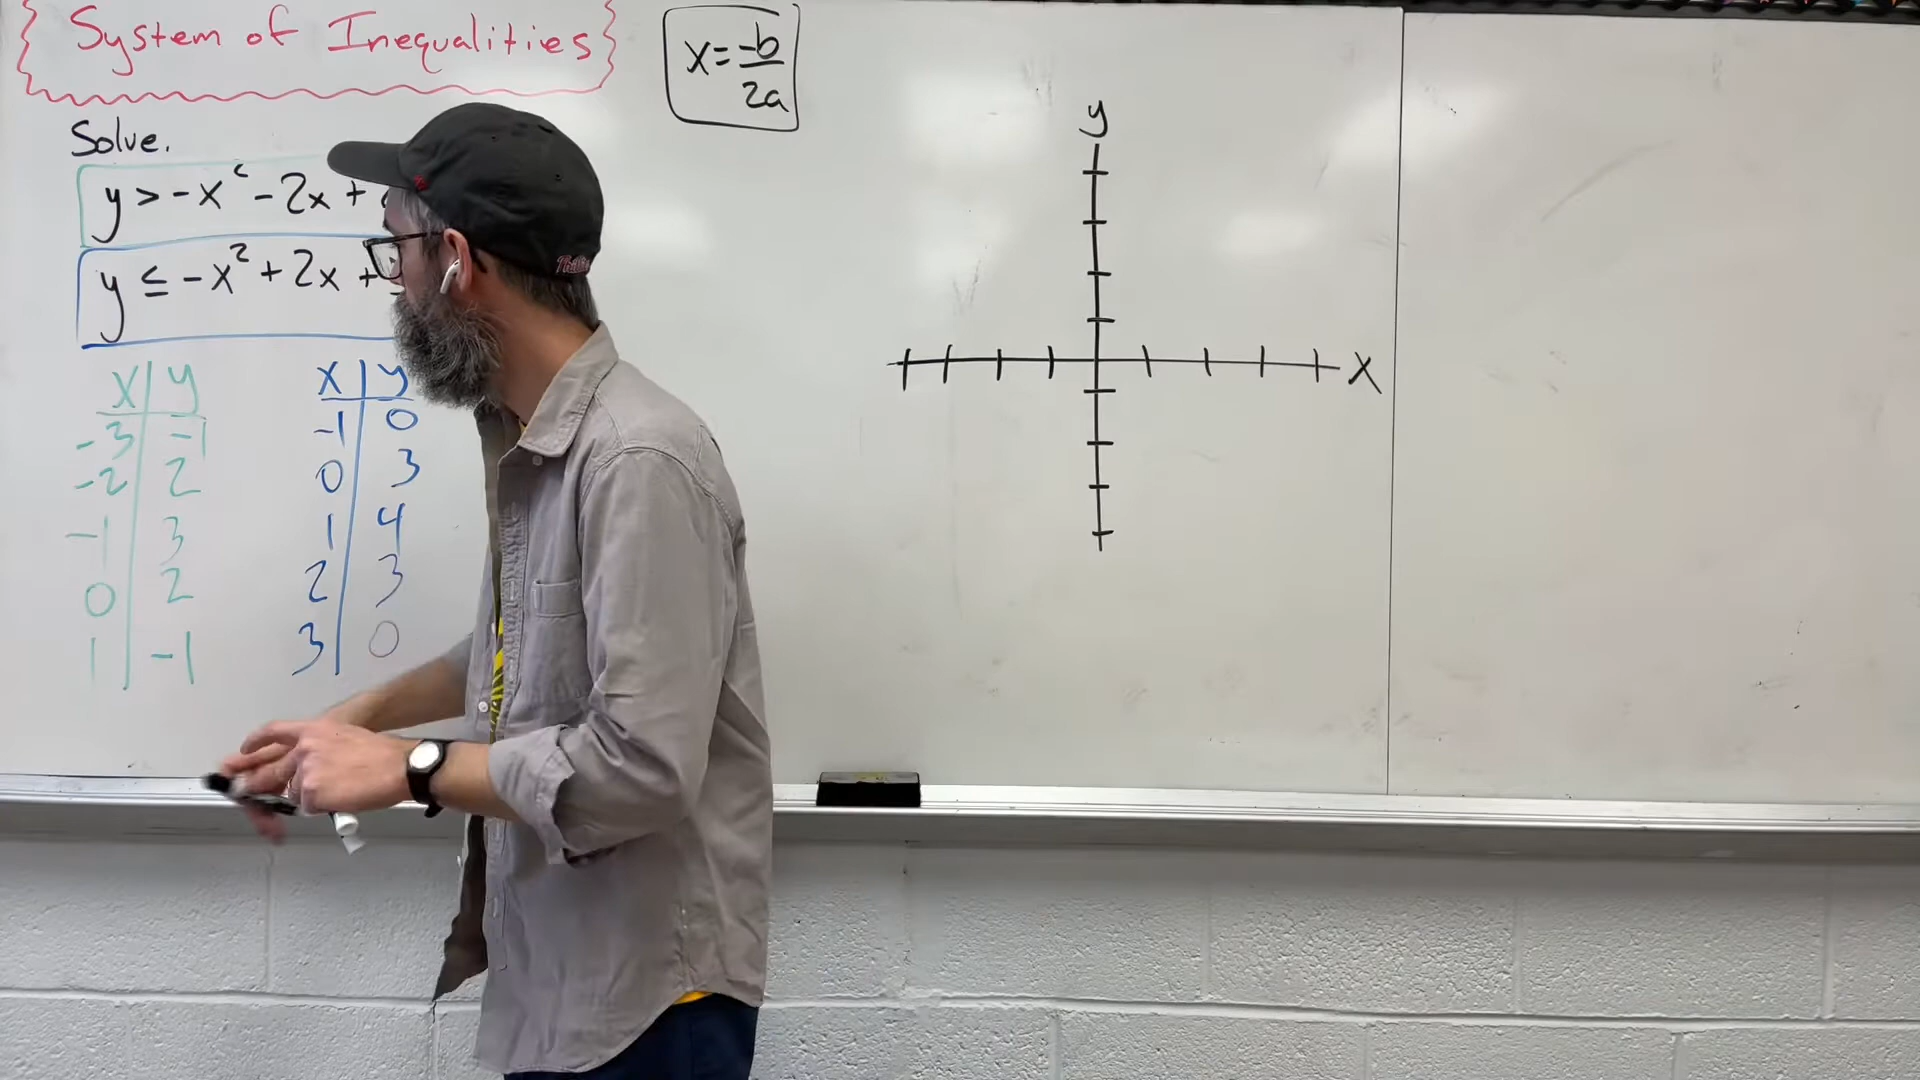 System of Inequalities
x = -b
2a
Solve.
y > -x² - 2x +
y ≤ -x² + 2x +
x | y
-3 | -1
-2 | 2
-1 | 3
0 | 2
1 | -1
x | y
-1 | 0
0 | 3
1 | 4
2 | 3
3 | 0
y
x